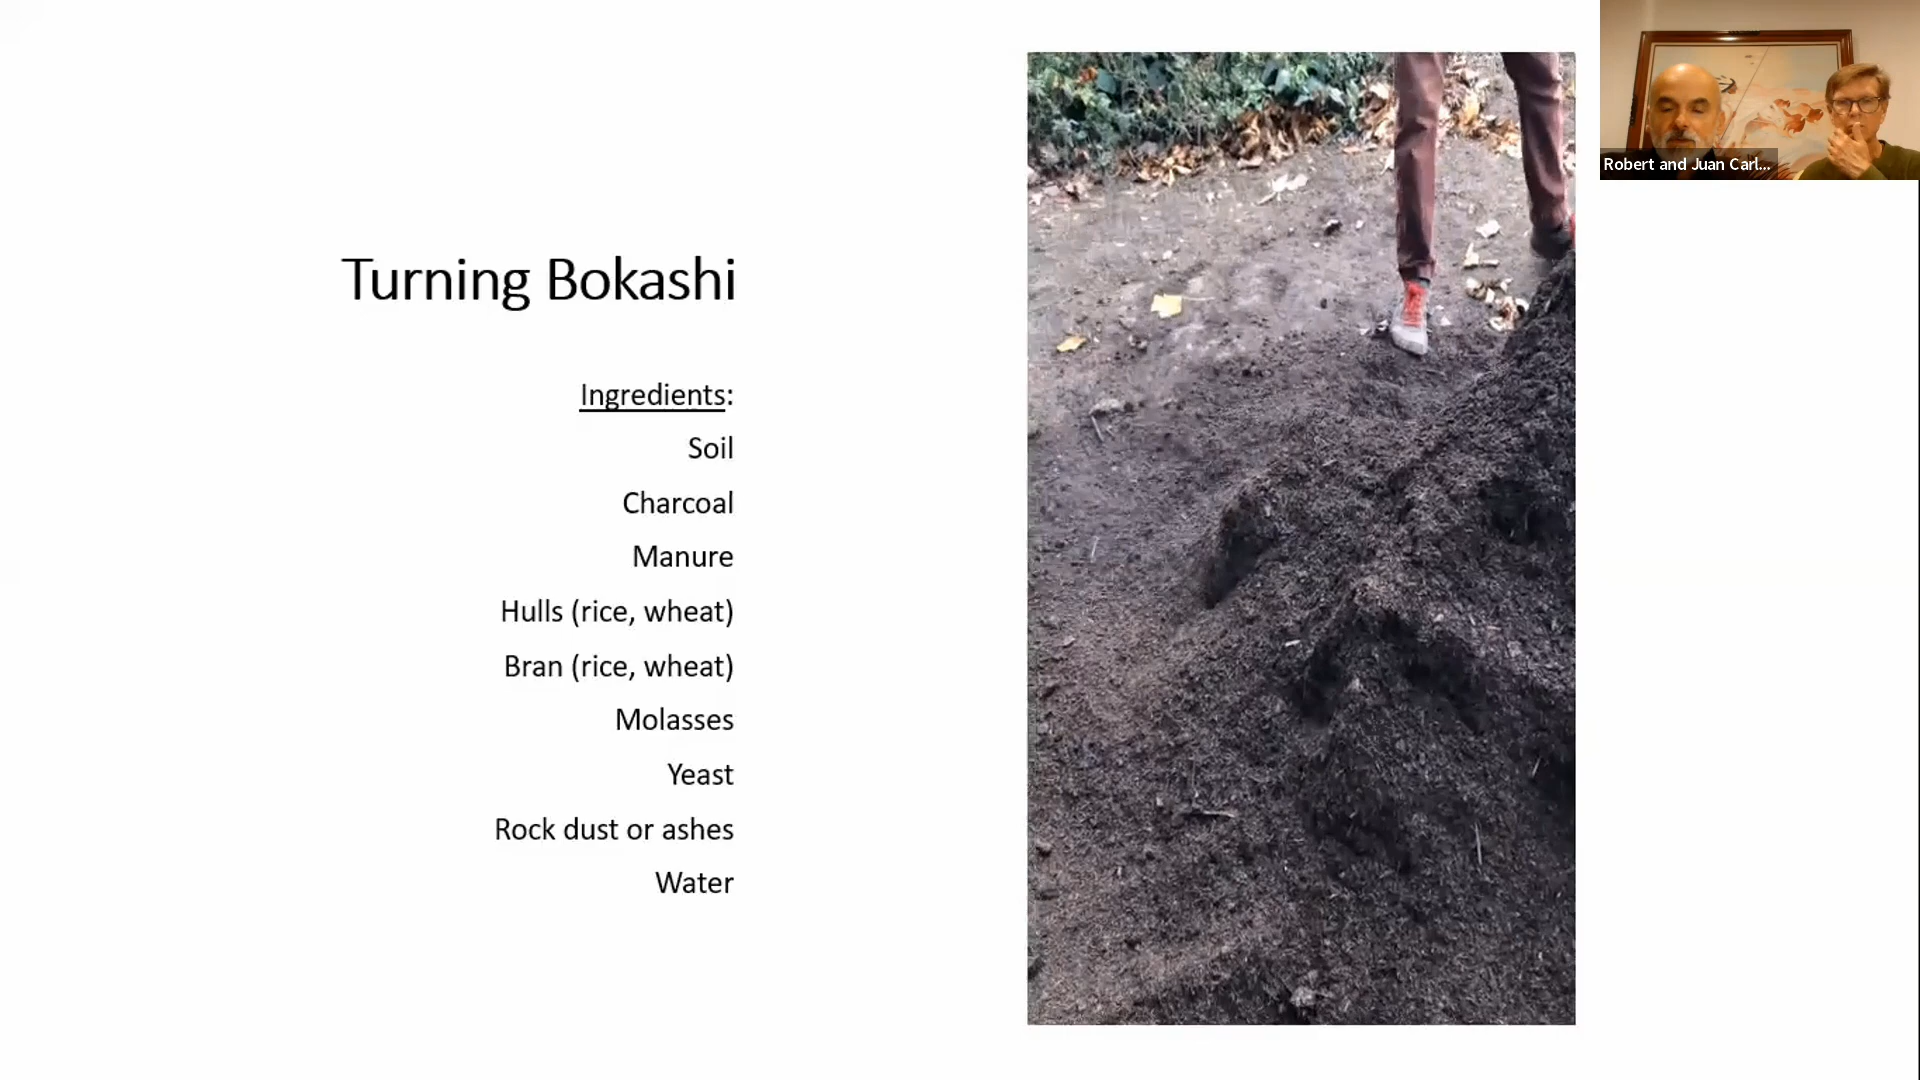 Turning Bokashi
Ingredients:
Soil
Charcoal
Manure
Hulls (rice, wheat)
Bran (rice, wheat)
Molasses
Yeast
Rock dust or ashes
Water
Robert and Juan Carl...